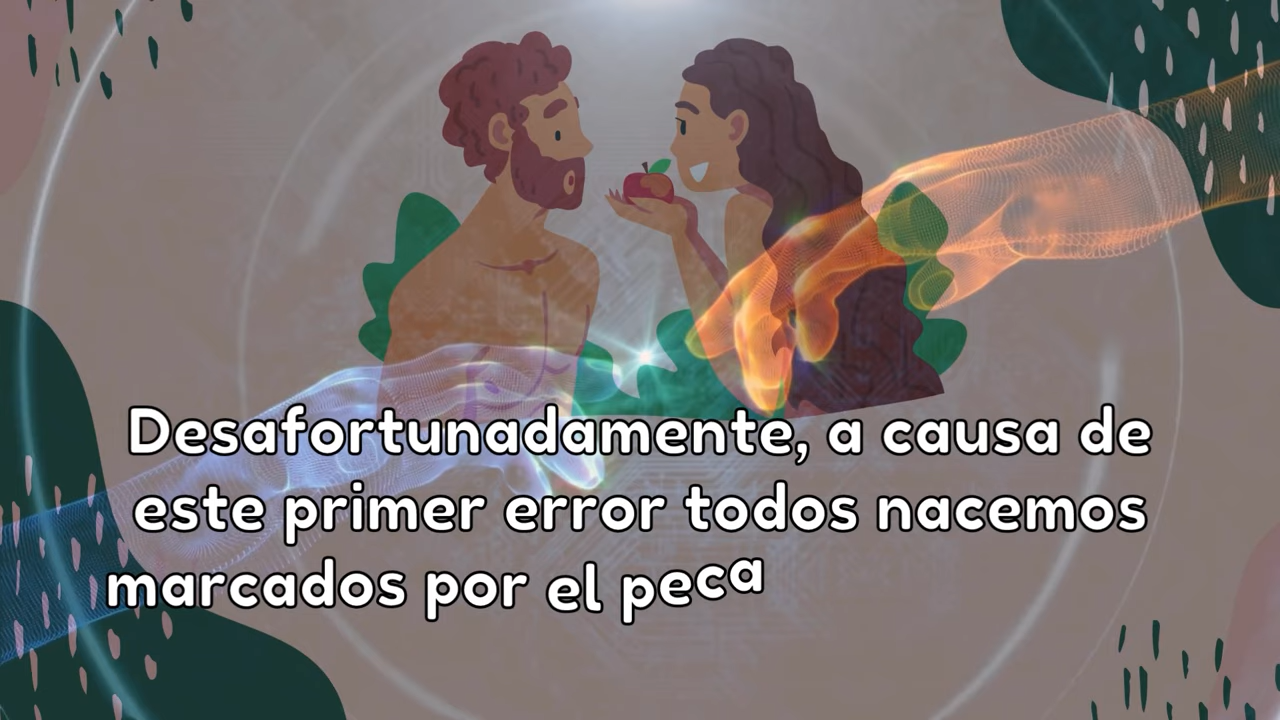 Desafortunadamente, a causa de
este primer error todos nacemos
marcados por el peca